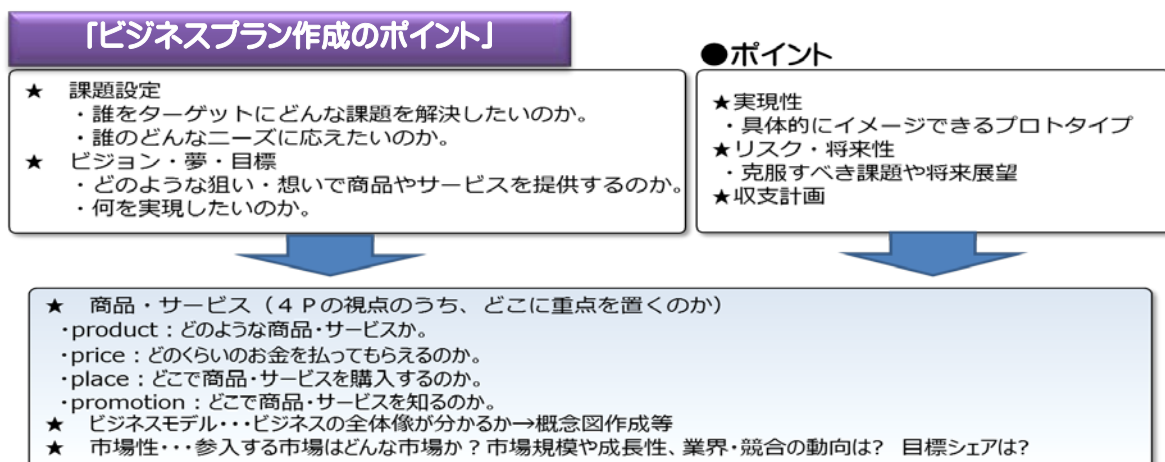 「ビジネスプラン作成のポイント」
★ 課題設定
・誰をターゲットにどんな課題を解決したいのか。
・誰のどんなニーズに応えたいのか。
★ ビジョン・夢・目標
・どのような狙い・想いで商品やサービスを提供するのか。
・何を実現したいのか。
●ポイント
★実現性
・具体的にイメージできるプロトタイプ
★リスク・将来性
・克服すべき課題や将来展望
★収支計画
★ 商品・サービス（４Ｐの視点のうち、どこに重点を置くのか）
・product：どのような商品・サービスか。
・price：どのくらいのお金を払ってもらえるのか。
・place：どこで商品・サービスを購入するのか。
・promotion：どこで商品・サービスを知るのか。
★ ビジネスモデル・・・ビジネスの全体像が分かるか→概念図作成等
★ 市場性・・・参入する市場はどんな市場か？市場規模や成長性、業界・競合の動向は？ 目標シェアは？